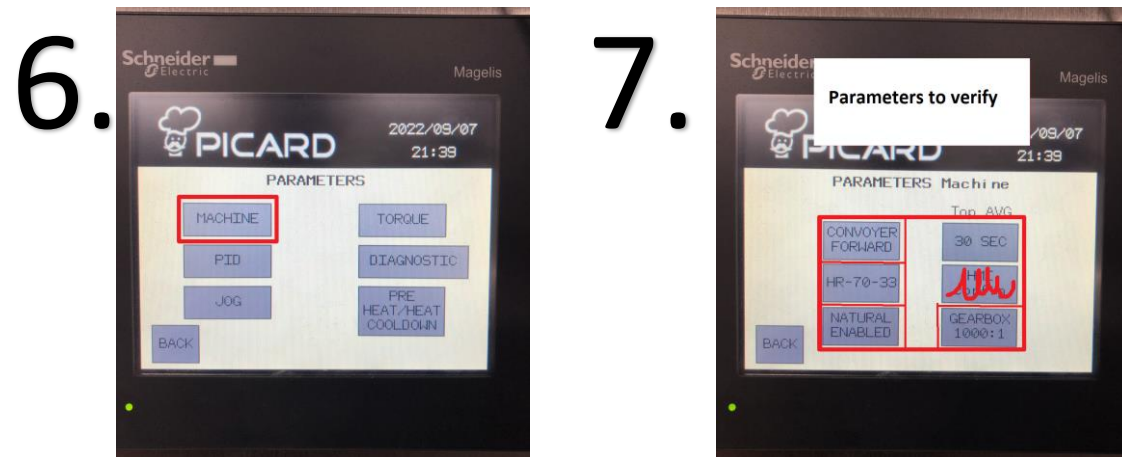 6.
Schneider
Electric
Magelis
PICARD
2022/09/07
21:39
PARAMETERS
MACHINE
TORQUE
PID
DIAGNOSTIC
JOG
PRE
HEAT/HEAT
COOLDOWN
BACK
7.
Schneider
Electric
Magelis
Parameters to verify
/09/07
PICARD
21:39
PARAMETERS Machine
Top AVG
CONVOYER
FORWARD
30 SEC
HR-70-33
NATURAL
ENABLED
GEARBOX
1000:1
BACK